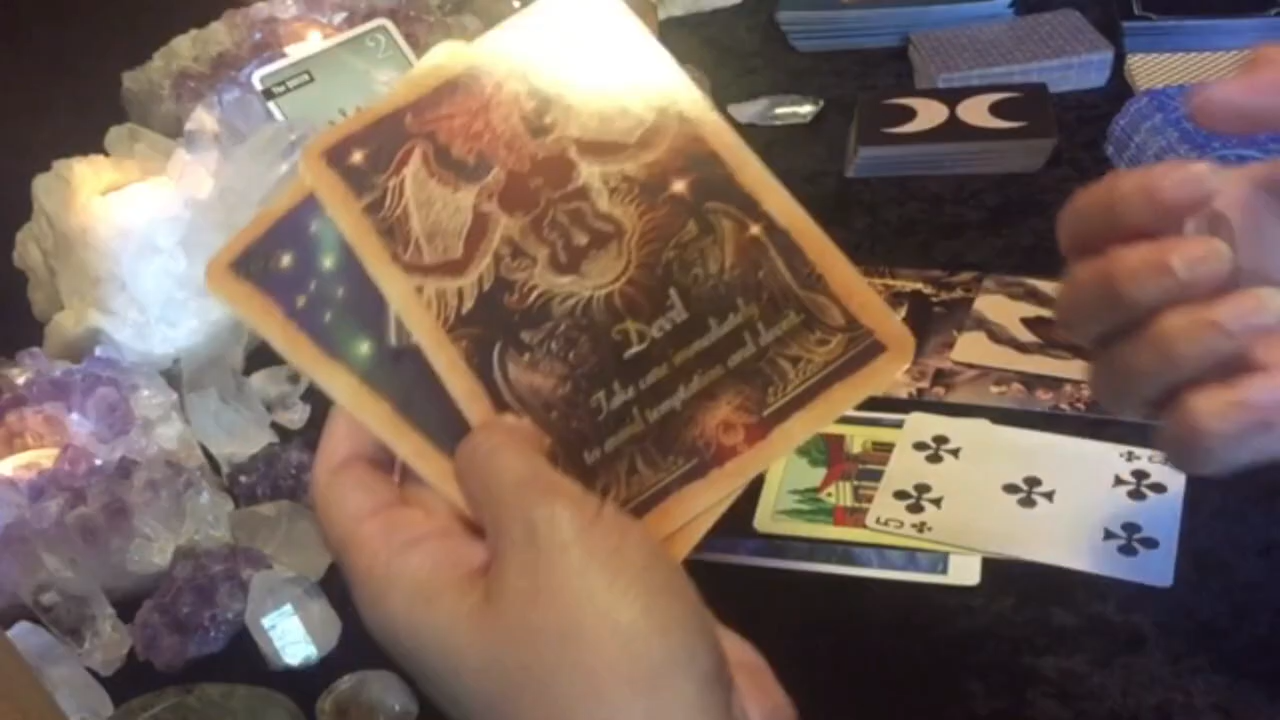 2
Devil
Take care immediately
to avoid temptation and deceit.
5